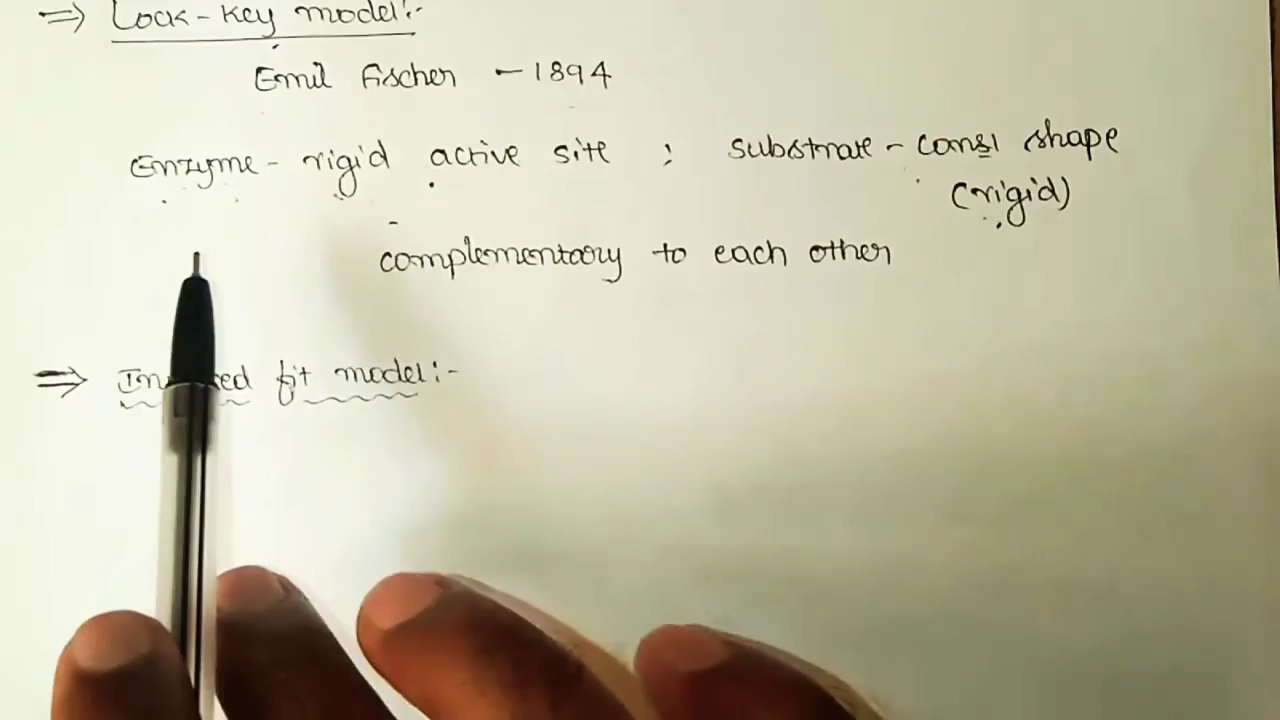 ⇒ Lock-key model:-
Emil Fischer - 1894
Enzyme - rigid active site ; substrate - consṯ shape
(rigid)
complementary to each other
⇒ fit model:-